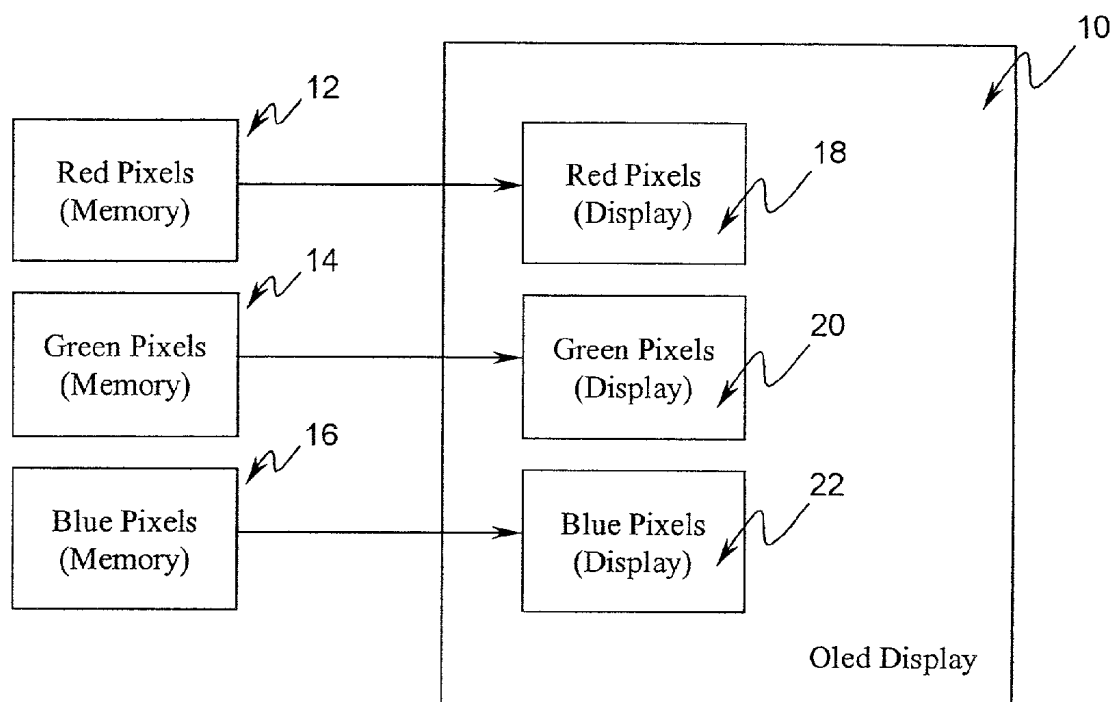 10
12
Red Pixels
(Memory)
18
Red Pixels
(Display)
14
Green Pixels
(Memory)
20
Green Pixels
(Display)
16
Blue Pixels
(Memory)
22
Blue Pixels
(Display)
Oled Display